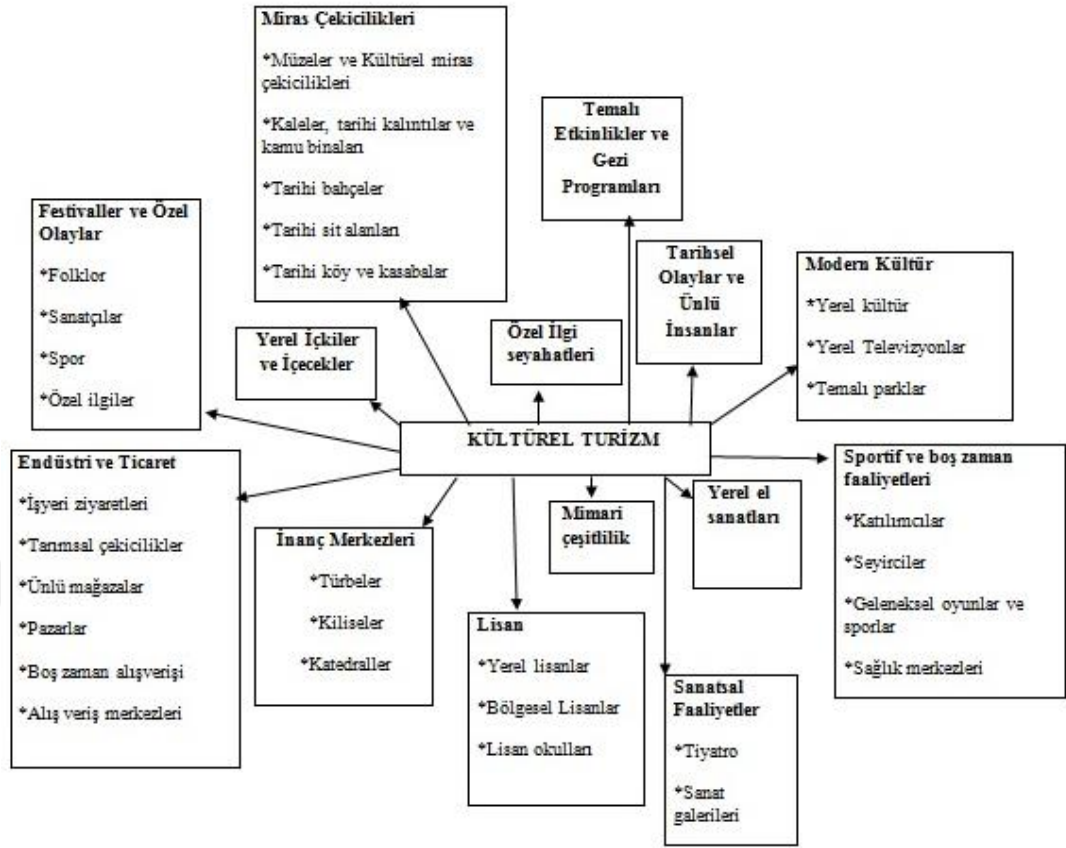 Miras Çekicilikleri
*Müzeler ve Kültürel miras
çekicilikleri
*Kaleler, tarihi kalıntılar ve
kamu binaları
*Tarihi bahçeler
*Tarihi sit alanları
*Tarihi köy ve kasabalar
Temalı
Etkinlikler ve
Gezi
Programları
Festivaller ve Özel
Olaylar
*Folklor
*Sanatçılar
*Spor
*Özel ilgiler
Yerel İçkiler
ve İçecekler
Özel İlgi
seyahatleri
Tarihsel
Olaylar ve
Ünlü
İnsanlar
Modern Kültür
*Yerel kültür
*Yerel Televizyonlar
*Temalı parklar
KÜLTÜREL TURİZM
Endüstri ve Ticaret
*İşyeri ziyaretleri
*Tarımsal çekicilikler
*Ünlü mağazalar
*Pazarlar
*Boş zaman alışverişi
*Alış veriş merkezleri
İnanç Merkezleri
*Türbeler
*Kiliseler
*Katedraller
Lisan
*Yerel lisanlar
*Bölgesel Lisanlar
*Lisan okulları
Mimari
çeşitlilik
Yerel el
sanatları
Sanatsal
Faaliyetler
*Tiyatro
*Sanat
galerileri
Sportif ve boş zaman
faaliyetleri
*Katılımcılar
*Seyirciler
*Geleneksel oyunlar ve
sporlar
*Sağlık merkezleri